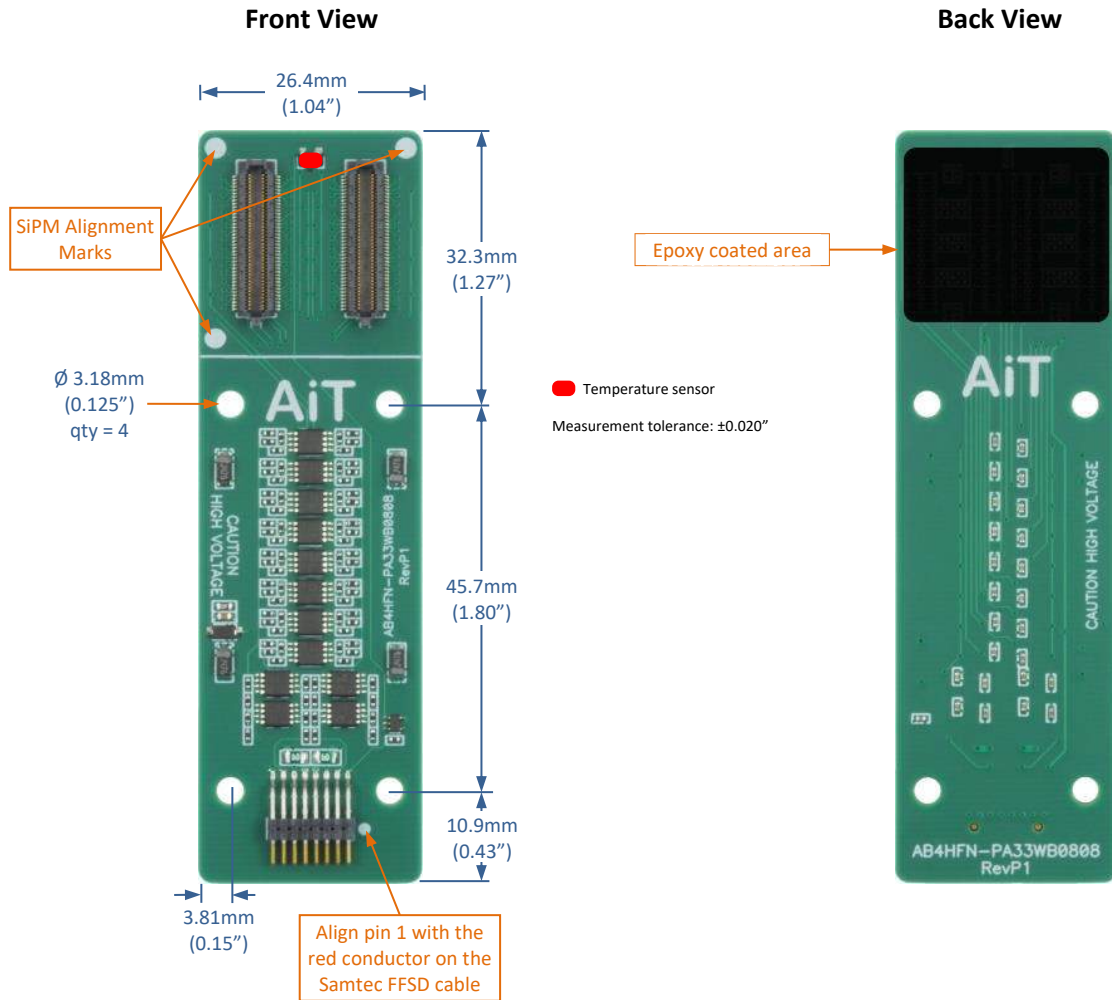 Front View
Back View
26.4mm
(1.04”)
SiPM Alignment
Marks
32.3mm
(1.27”)
Epoxy coated area
Ø 3.18mm
(0.125”)
qty = 4
AiT
AiT
Temperature sensor
Measurement tolerance: ±0.020”
CAUTION
HIGH VOLTAGE
AB4HFN-PA33WB0808
RevP1
45.7mm
(1.80”)
CAUTION HIGH VOLTAGE
10.9mm
(0.43”)
AB4HFN-PA33WB0808
RevP1
3.81mm
(0.15”)
Align pin 1 with the
red conductor on the
Samtec FFSD cable